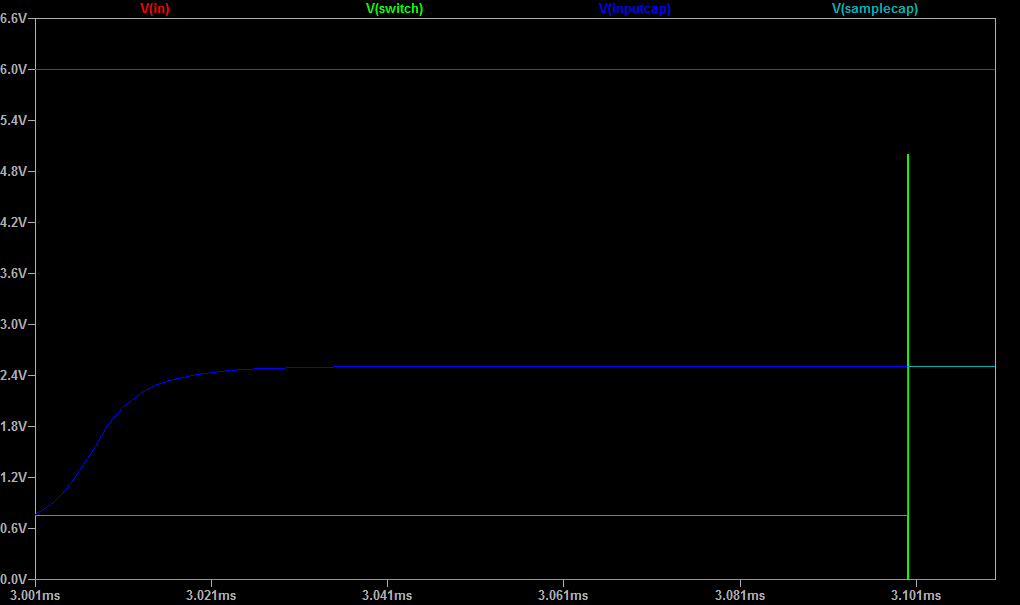 V(in) V(switch) V(inputcap) V(samplecap)
6.6V
6.0V
5.4V
4.8V
4.2V
3.6V
3.0V
2.4V
1.8V
1.2V
0.6V
0.0V
3.001ms 3.021ms 3.041ms 3.061ms 3.081ms 3.101ms